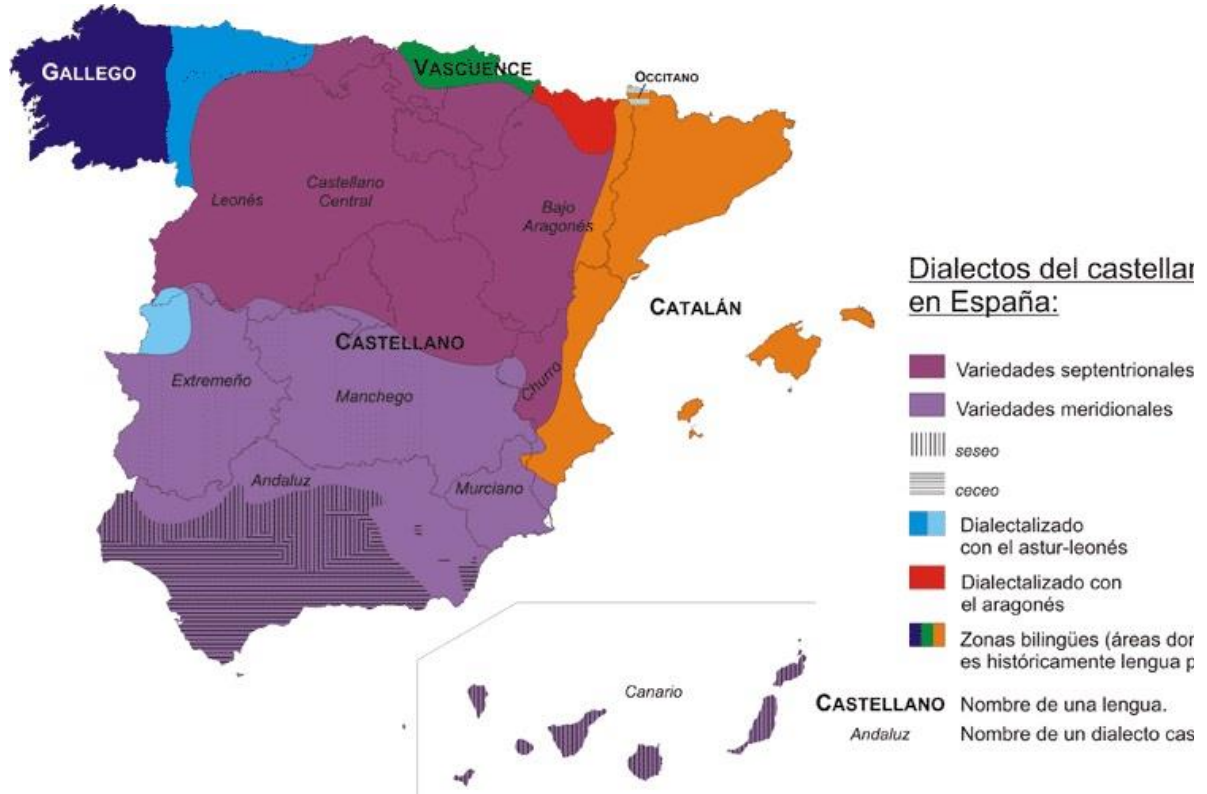 GALLEGO
VASCUENCE
OCCITANO
Leonés
Castellano
Central
Bajo
Aragonés
CATALÁN
CASTELLANO
Extremeño
Manchego
Churro
Andaluz
Murciano
Canario
Dialectos del castellar
en España:
Variedades septentrionales
Variedades meridionales
seseo
ceceo
Dialectalizado
con el astur-leonés
Dialectalizado con
el aragonés
Zonas bilingües (áreas dor
es históricamente lengua p
CASTELLANO Nombre de una lengua.
Andaluz Nombre de un dialecto cas